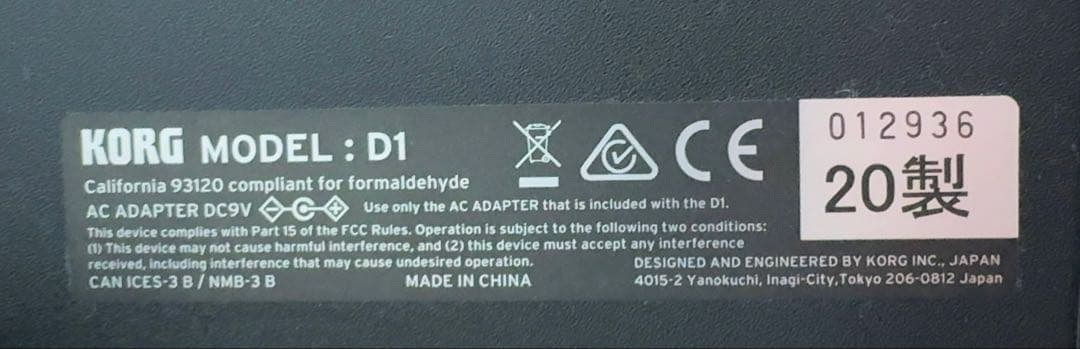 KORG MODEL : D1
California 93120 compliant for formaldehyde
AC ADAPTER DC9V Use only the AC ADAPTER that is included with the D1.
This device complies with Part 15 of the FCC Rules. Operation is subject to the following two conditions:
(1) This device may not cause harmful interference, and (2) this device must accept any interference
received, including interference that may cause undesired operation.
CAN ICES-3 B / NMB-3 B
MADE IN CHINA
CE
012936
20製
DESIGNED AND ENGINEERED BY KORG INC., JAPAN
4015-2 Yanokuchi, Inagi-City,Tokyo 206-0812 Japan